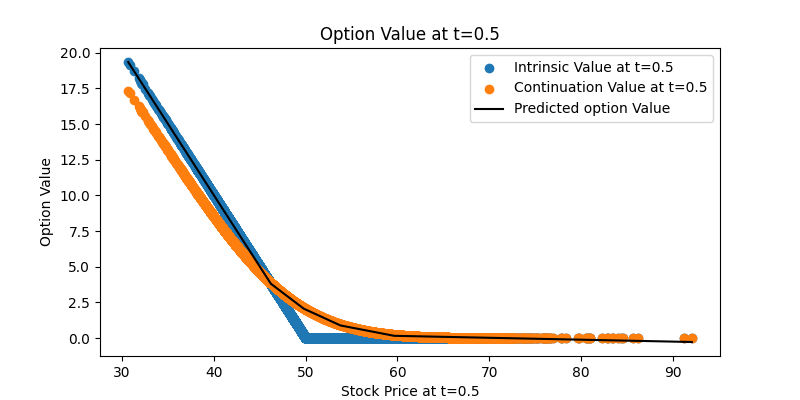 Option Value at t=0.5
Intrinsic Value at t=0.5
Continuation Value at t=0.5
Predicted option Value
Option Value
20.0
17.5
15.0
12.5
10.0
7.5
5.0
2.5
0.0
30 40 50 60 70 80 90
Stock Price at t=0.5